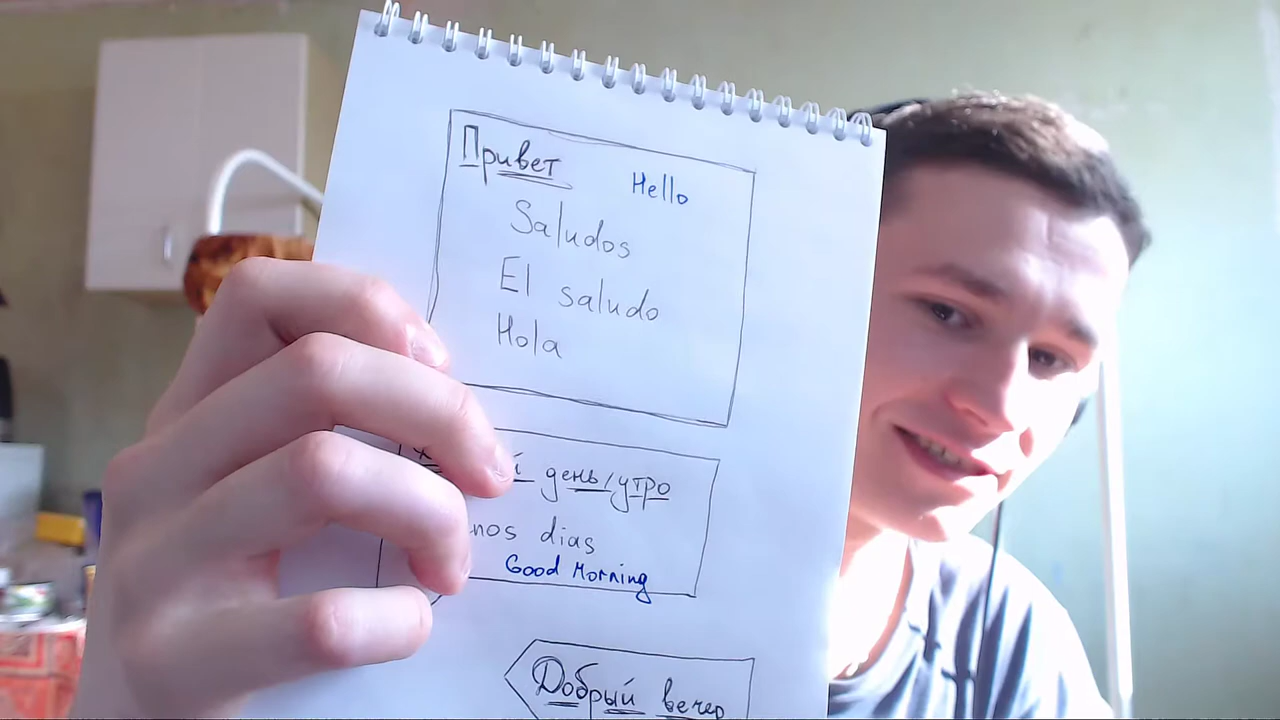 Привет Hello
Saludos
El saludo
Hola
день/утро
dias
Good Morning
Добрый вечер